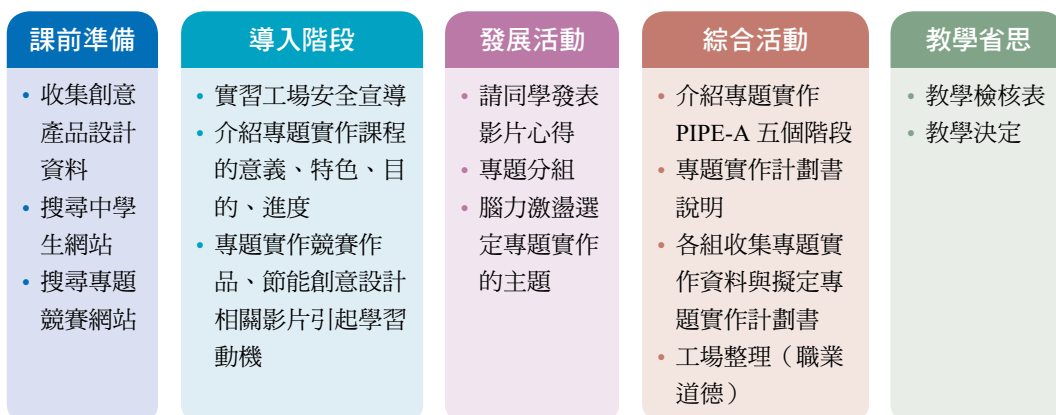 課前準備
• 收集創意
產品設計
資料
• 搜尋中學
生網站
• 搜尋專題
競賽網站
導入階段
• 實習工場安全宣導
• 介紹專題實作課程
的意義、特色、目
的、進度
• 專題實作競賽作
品、節能創意設計
相關影片引起學習
動機
發展活動
• 請同學發表
影片心得
• 專題分組
• 腦力激盪選
定專題實作
的主題
綜合活動
• 介紹專題實作
PIPE-A 五個階段
• 專題實作計劃書
說明
• 各組收集專題實
作資料與擬定專
題實作計劃書
• 工場整理（職業
道德）
教學省思
• 教學檢核表
• 教學決定